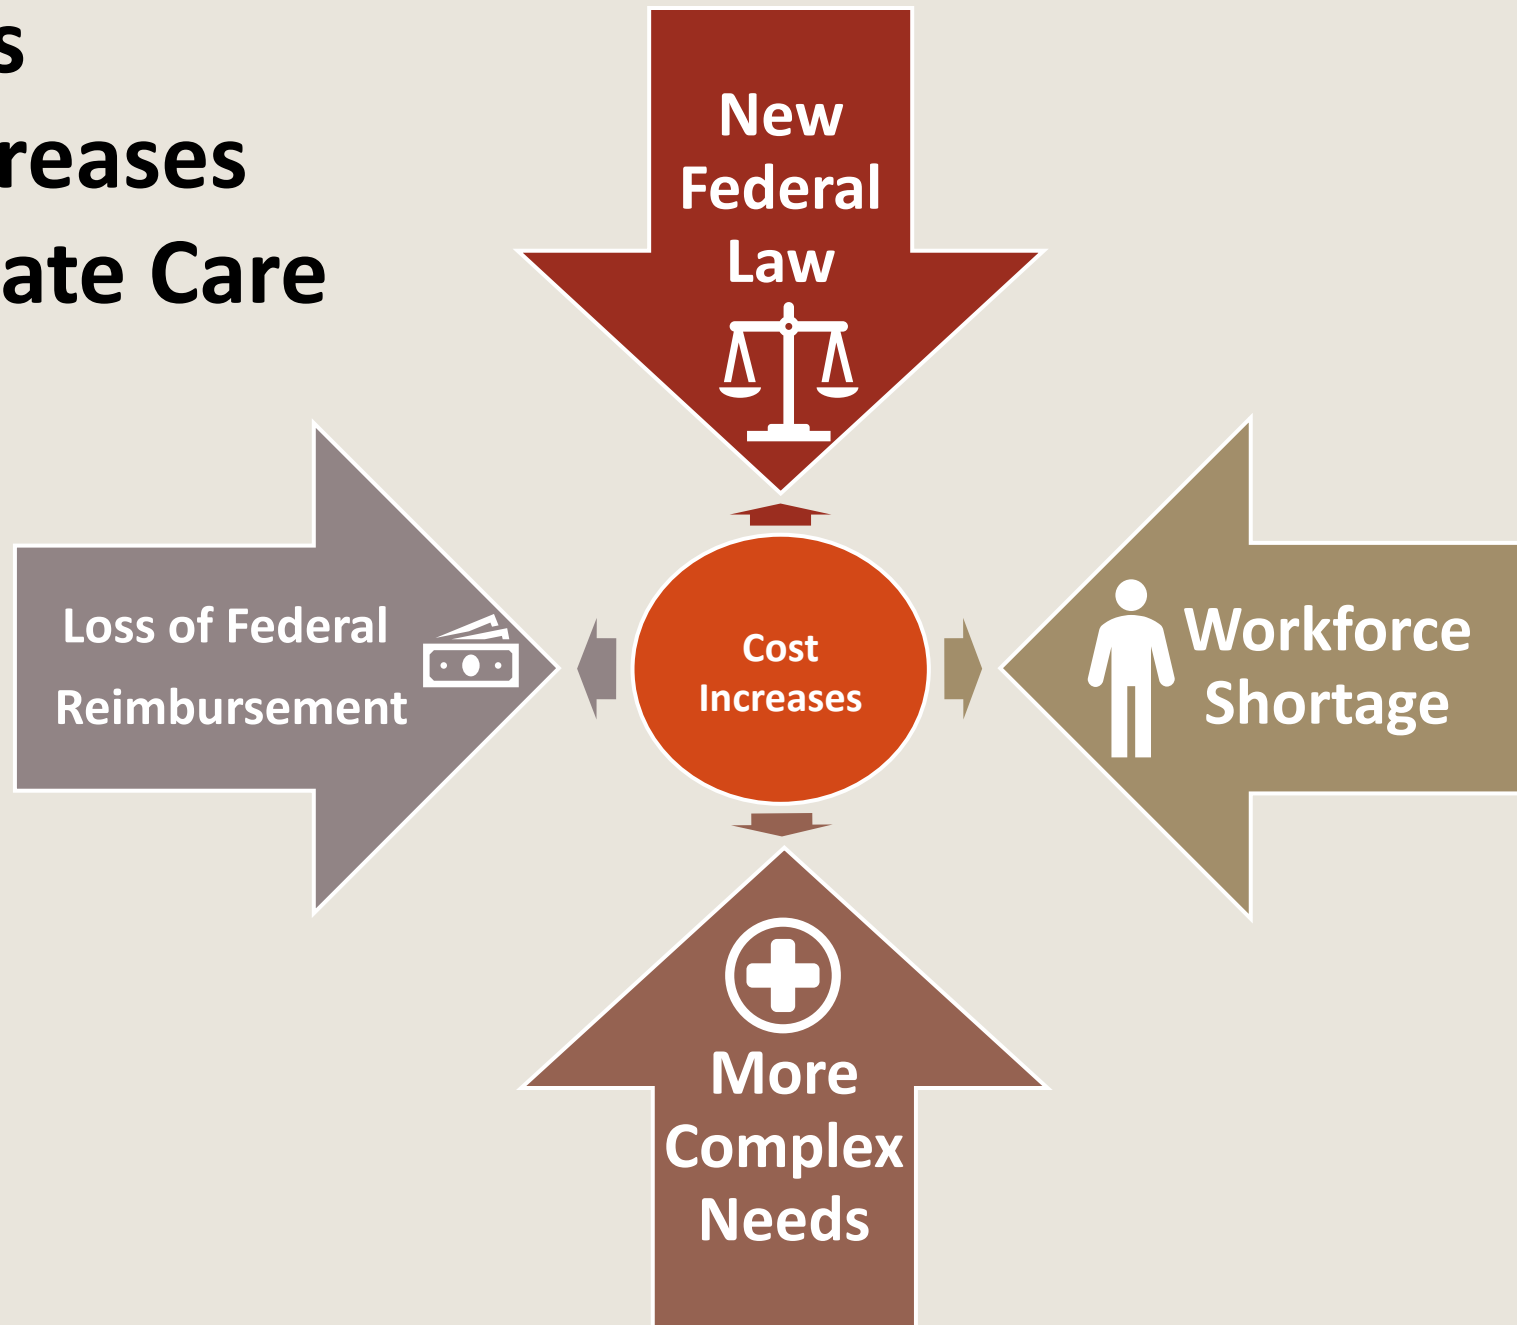 s
reases
ate Care
New
Federal
Law
Loss of Federal
Reimbursement
Cost
Increases
Workforce
Shortage
More
Complex
Needs